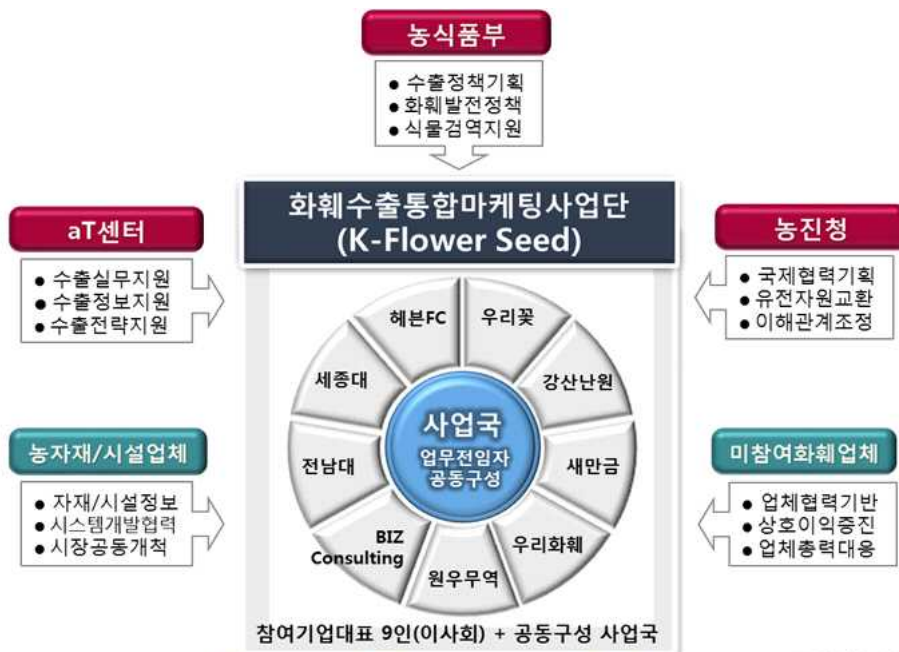 농식품부
● 수출정책기획
● 화훼발전정책
● 식물검역지원
화훼수출통합마케팅사업단
(K-Flower Seed)
aT센터
● 수출실무지원
● 수출정보지원
● 수출전략지원
농진청
● 국제협력기획
● 유전자원교환
● 이해관계조정
헤븐FC
우리꽃
세종대
강산난원
사업국
업무전임자
공동구성
전남대
새만금
BIZ
Consulting
우리화훼
원우무역
농자재/시설업체
● 자재/시설정보
● 시스템개발협력
● 시장공동개척
미참여화훼업체
● 업체협력기반
● 상호이익증진
● 업체총력대응
참여기업대표 9인(이사회) + 공동구성 사업국